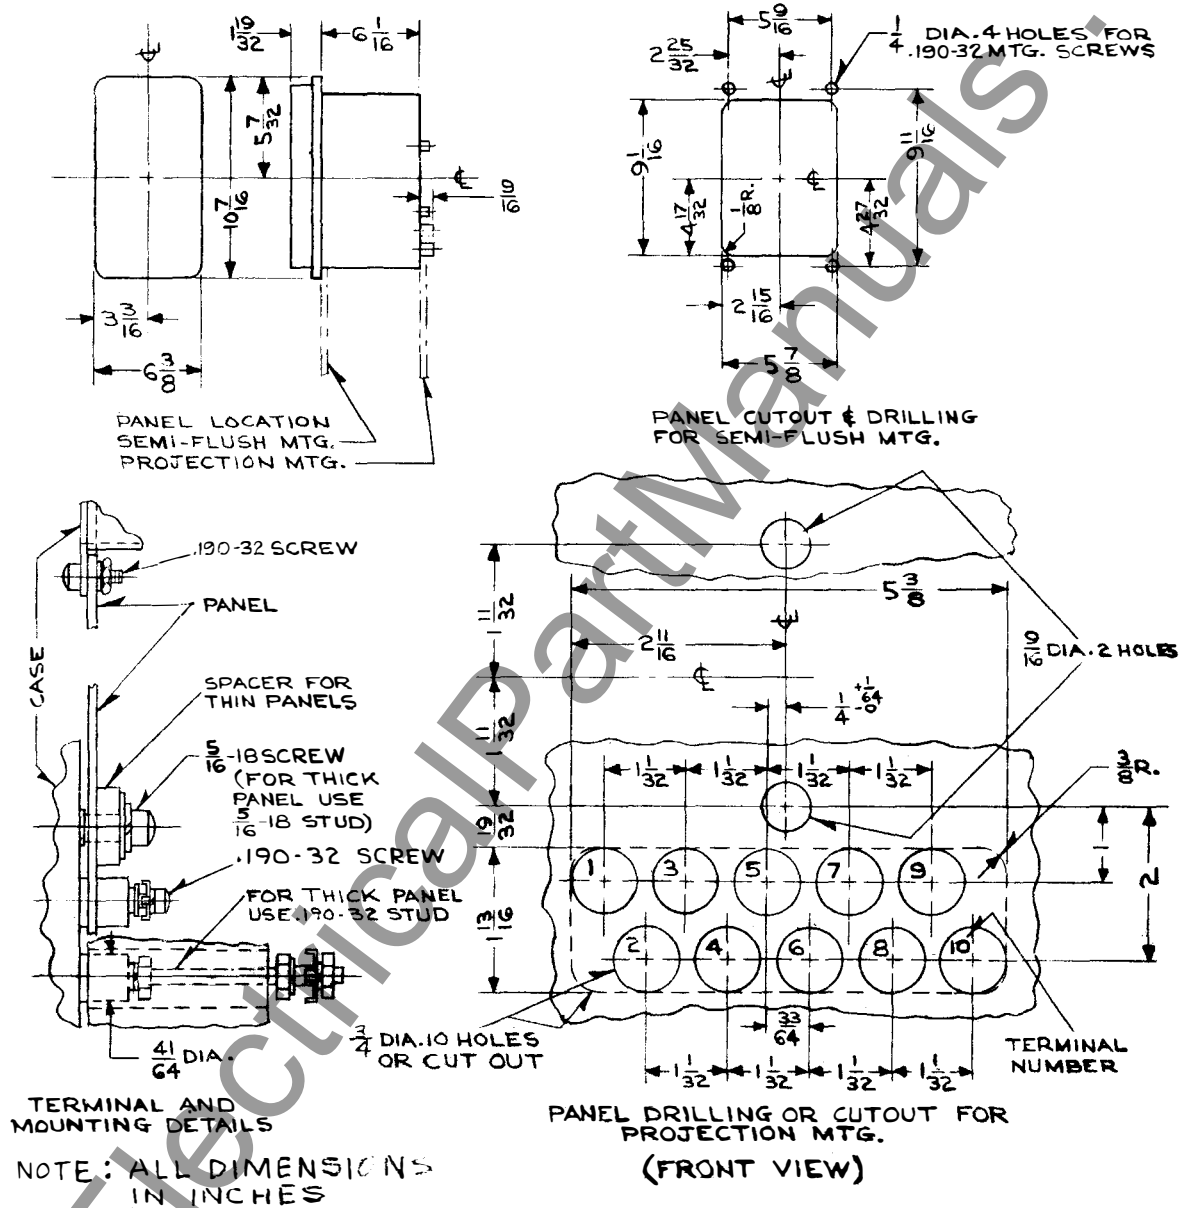 1 19/32
6 1/16
5 7/32
10 7/16
3 3/16
6 3/8
PANEL LOCATION
SEMI-FLUSH MTG.
PROJECTION MTG.
5 9/16
2 25/32
1/4 DIA. 4 HOLES FOR
.190-32 MTG. SCREWS
9 1/16
9 11/16
4 17/32
1/8 R.
4 27/32
2 15/16
5 7/8
PANEL CUTOUT & DRILLING
FOR SEMI-FLUSH MTG.
CASE
.190-32 SCREW
PANEL
SPACER FOR
THIN PANELS
5/16-18 SCREW
(FOR THICK
PANEL USE
5/16-18 STUD)
.190-32 SCREW
FOR THICK PANEL
USE .190-32 STUD
41/64 DIA.
TERMINAL AND
MOUNTING DETAILS
5 3/8
1 11/32
2 11/16
DIA. 2 HOLES
1/4 +1/64 -0
1 11/32
1 1/32 1 1/32 1 1/32 1 1/32
3/8 R.
19/32
1
2
1 3 5 7 9
1 13/16
2 4 6 8 10
33/64
3/4 DIA. 10 HOLES
OR CUT OUT
TERMINAL
NUMBER
1 1/32 1 1/32 1 1/32 1 1/32
PANEL DRILLING OR CUTOUT FOR
PROJECTION MTG.
(FRONT VIEW)
NOTE: ALL DIMENSIONS
IN INCHES
ElectricalPartManuals.